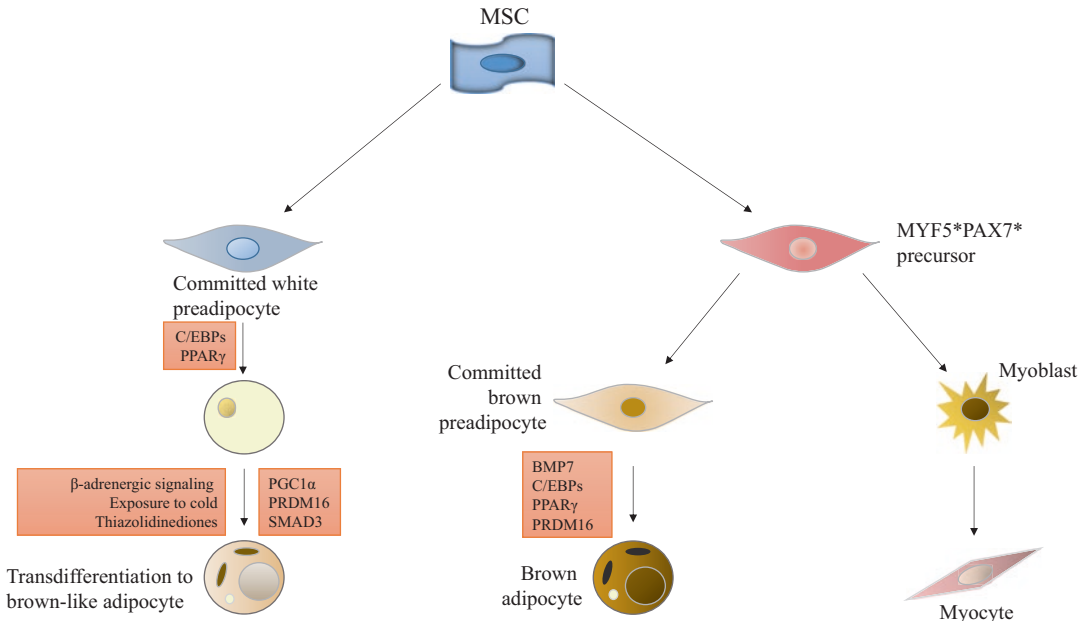 MSC
MYF5*PAX7*
precursor
Committed white
preadipocyte
C/EBPs
PPARγ
Committed
brown
preadipocyte
Myoblast
β-adrenergic signaling
Exposure to cold
Thiazolidinediones
PGC1α
PRDM16
SMAD3
BMP7
C/EBPs
PPARγ
PRDM16
Transdifferentiation to
brown-like adipocyte
Brown
adipocyte
Myocyte